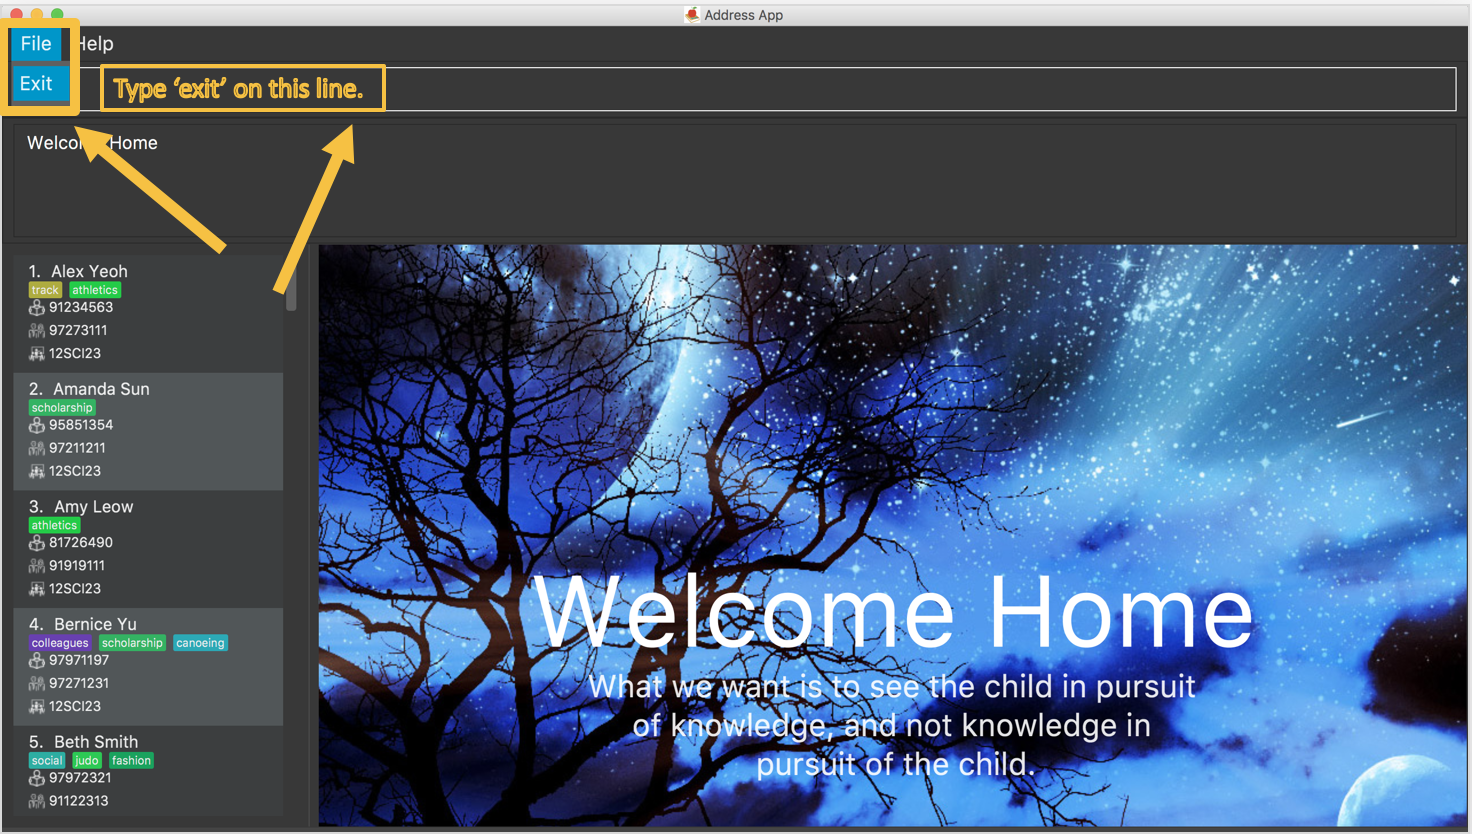 Address App
File Help
Exit
Type ‘exit’ on this line.
Welcome Home
1. Alex Yeoh
track athletics
91234563
97273111
12SCI23
2. Amanda Sun
scholarship
95851354
97211211
12SCI23
3. Amy Leow
athletics
81726490
91919111
12SCI23
4. Bernice Yu
colleagues scholarship canoeing
97971197
97271231
12SCI23
5. Beth Smith
social judo fashion
97972321
91122313
Welcome Home
What we want is to see the child in pursuit
of knowledge, and not knowledge in
pursuit of the child.